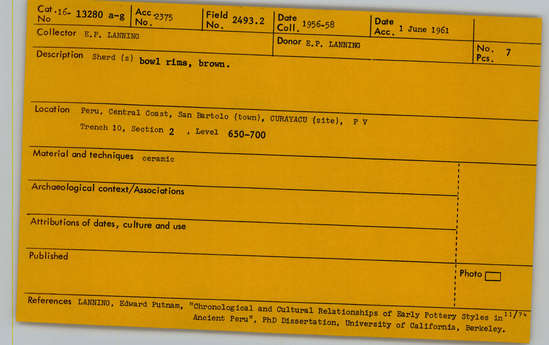 Cat. 16- 13280 a-g Acc 2375 Field 2493.2 Date 1956-58 Date 1 June 1961
No No. No. Coll. Acc.
Collector E.P. LANNING Donor E.P. LANNING No. 7
Pcs.
Description Sherd (s) bowl rims, brown.
Location Peru, Central Coast, San Bartolo (town), CURAYACU (site), P V
Trench 10, Section 2 , Level 650-700
Material and techniques ceramic
Archaeological context/Associations
Attributions of dates, culture and use
Published
Photo
References LANNING, Edward Putnam, "Chronological and Cultural Relationships of Early Pottery Styles in 11/74
Ancient Peru", PhD Dissertation, University of California, Berkeley.